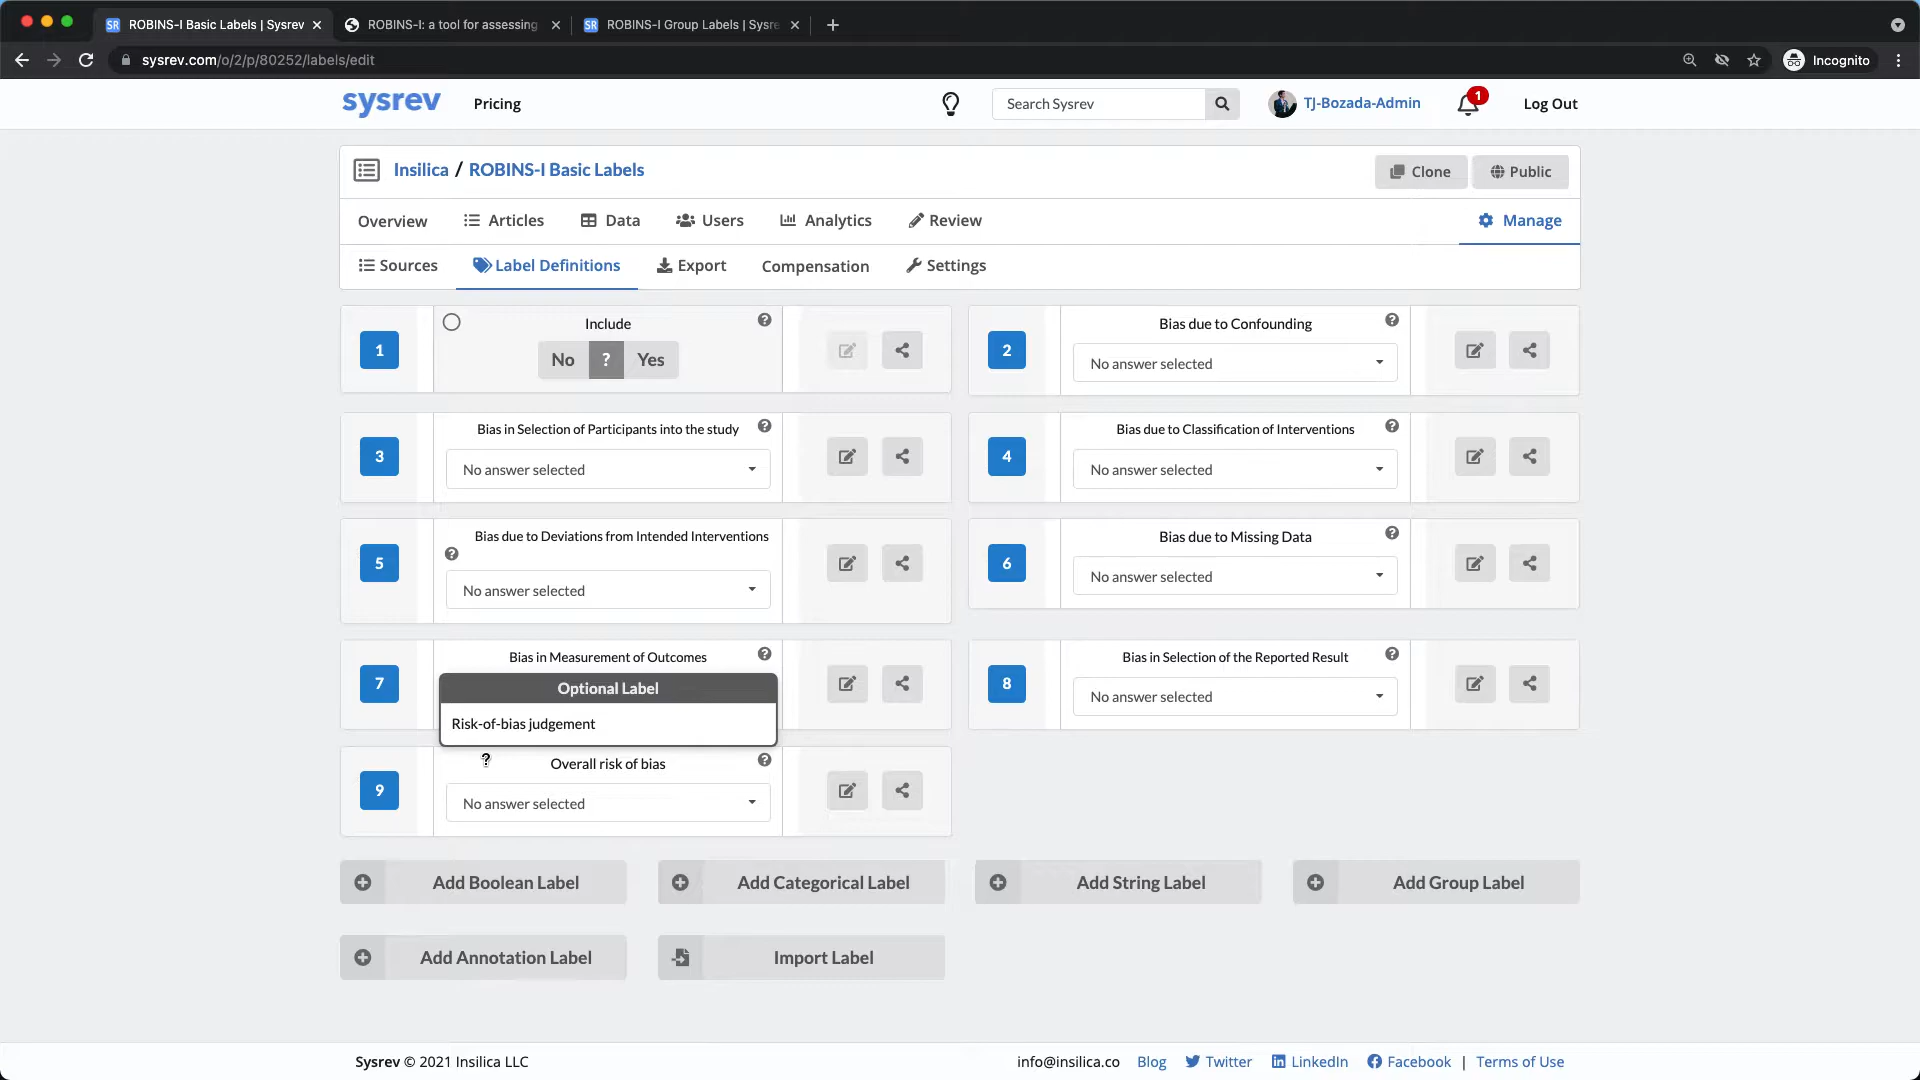 ROBINS-I Basic Labels | Sysrev
ROBINS-I: a tool for assessing
ROBINS-I Group Labels | Sysre
sysrev.com/o/2/p/80252/labels/edit
Incognito
sysrev
Pricing
Search Sysrev
TJ-Bozada-Admin
1
Log Out
Insilica / ROBINS-I Basic Labels
Clone
Public
Overview
Articles
Data
Users
Analytics
Review
Manage
Sources
Label Definitions
Export
Compensation
Settings
1
Include
No ? Yes
2
Bias due to Confounding
No answer selected
3
Bias in Selection of Participants into the study
No answer selected
4
Bias due to Classification of Interventions
No answer selected
5
Bias due to Deviations from Intended Interventions
No answer selected
6
Bias due to Missing Data
No answer selected
7
Bias in Measurement of Outcomes
Optional Label
Risk-of-bias judgement
8
Bias in Selection of the Reported Result
No answer selected
9
Overall risk of bias
No answer selected
Add Boolean Label
Add Categorical Label
Add String Label
Add Group Label
Add Annotation Label
Import Label
Sysrev © 2021 Insilica LLC
info@insilica.co
Blog
Twitter
LinkedIn
Facebook
|
Terms of Use